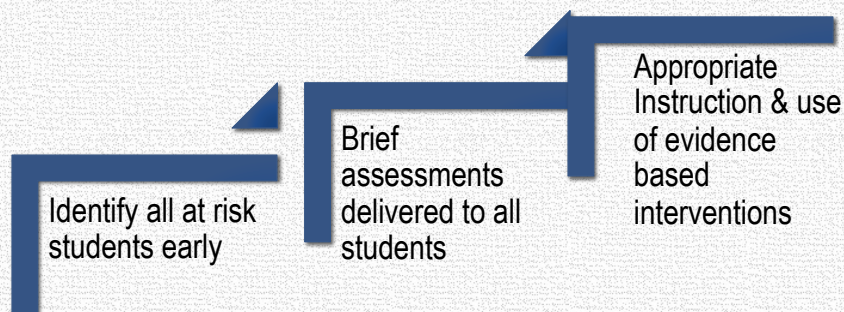 Identify all at risk
students early
Brief
assessments
delivered to all
students
Appropriate
Instruction & use
of evidence
based
interventions